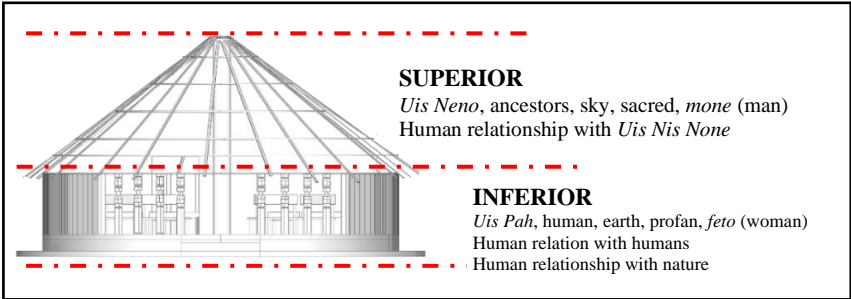 SUPERIOR
Uis Neno, ancestors, sky, sacred, mone (man)
Human relationship with Uis Nis None
INFERIOR
Uis Pah, human, earth, profan, feto (woman)
Human relation with humans
Human relationship with nature